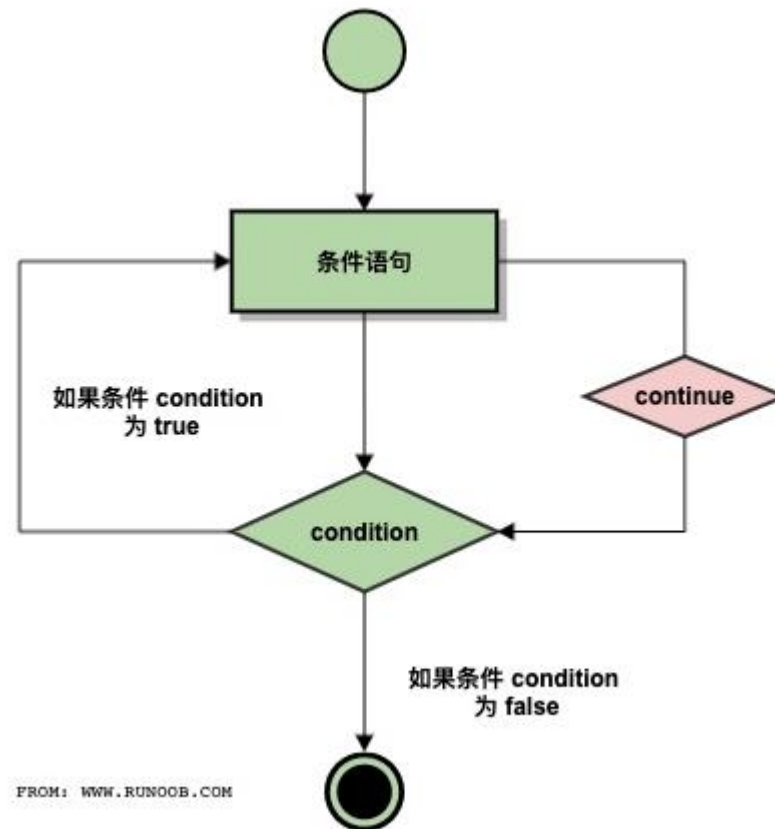 条件语句
如果条件 condition
为 true
continue
condition
如果条件 condition
为 false
FROM: WWW.RUNOOB.COM